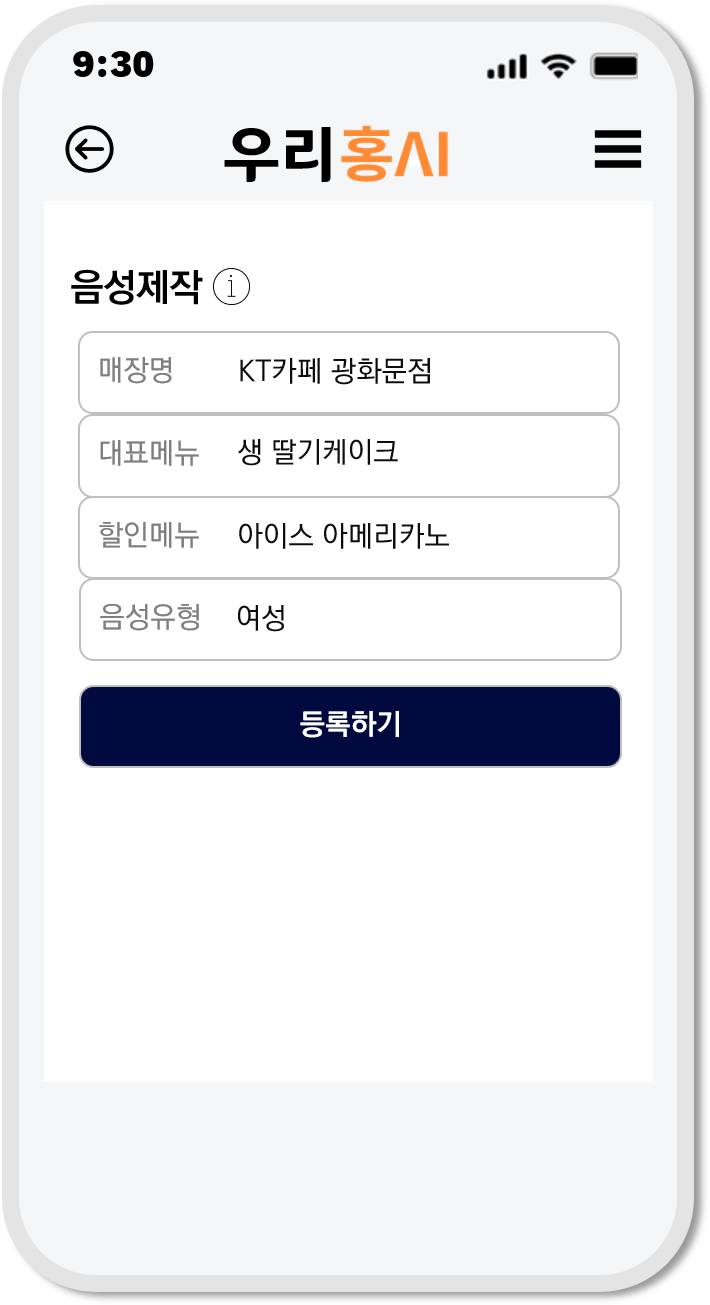 9:30
우리홍시
음성제작 i
매장명 KT카페 광화문점
대표메뉴 생 딸기케이크
할인메뉴 아이스 아메리카노
음성유형 여성
등록하기